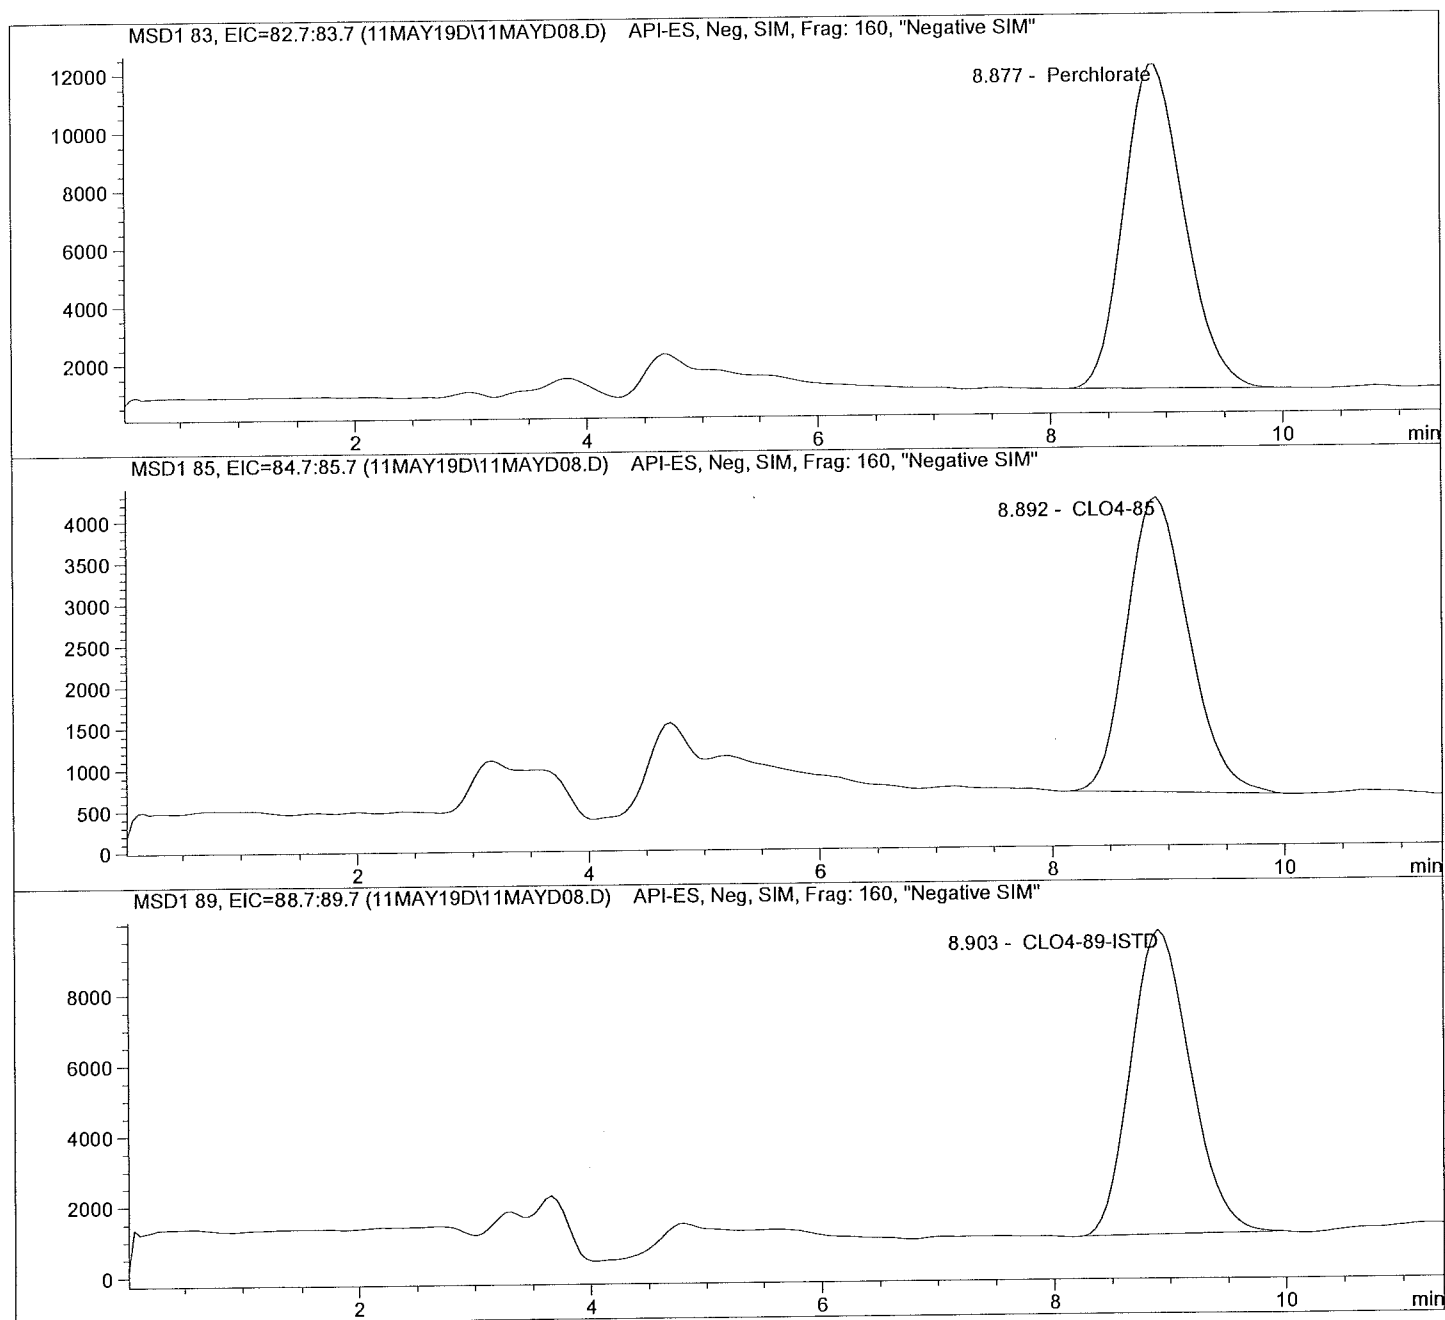 MSD1 83, EIC=82.7:83.7 (11MAY19D\11MAYD08.D) API-ES, Neg, SIM, Frag: 160, "Negative SIM"
8.877 - Perchlorate
12000
10000
8000
6000
4000
2000
2 4 6 8 10 min
MSD1 85, EIC=84.7:85.7 (11MAY19D\11MAYD08.D) API-ES, Neg, SIM, Frag: 160, "Negative SIM"
8.892 - CLO4-85
4000
3500
3000
2500
2000
1500
1000
500
0
2 4 6 8 10 min
MSD1 89, EIC=88.7:89.7 (11MAY19D\11MAYD08.D) API-ES, Neg, SIM, Frag: 160, "Negative SIM"
8.903 - CLO4-89-ISTD
8000
6000
4000
2000
0
2 4 6 8 10 min